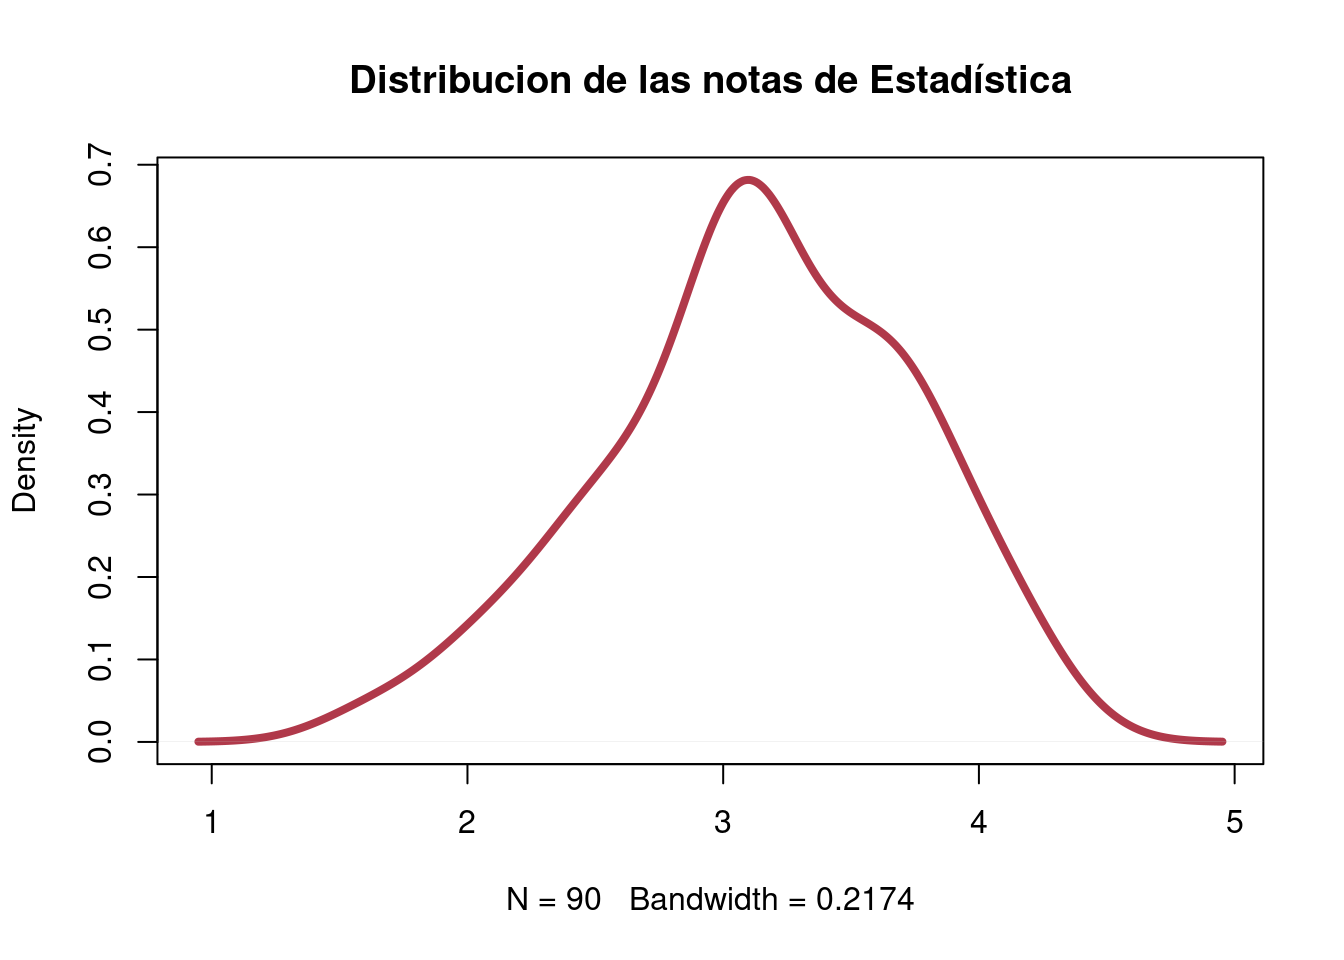 Distribucion de las notas de Estadística
Density
0.7
0.6
0.5
0.4
0.3
0.2
0.1
0.0
1 2 3 4 5
N = 90 Bandwidth = 0.2174